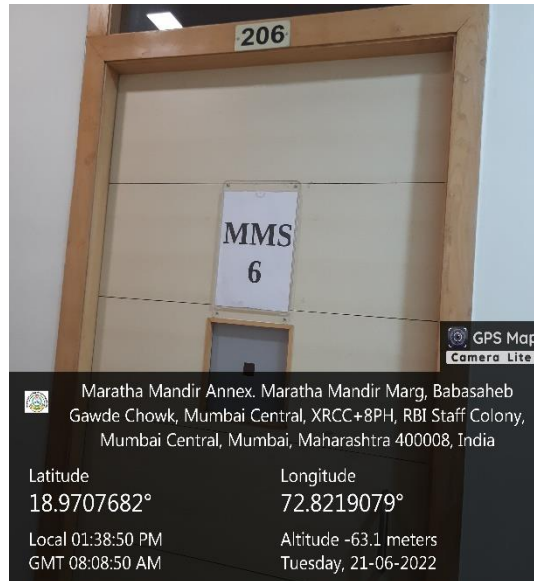 206
MMS
6
GPS Map
Camera Lite
Maratha Mandir Annex. Maratha Mandir Marg, Babasaheb
Gawde Chowk, Mumbai Central, XRCC+8PH, RBI Staff Colony,
Mumbai Central, Mumbai, Maharashtra 400008, India
Latitude
18.9707682°
Longitude
72.8219079°
Local 01:38:50 PM
GMT 08:08:50 AM
Altitude -63.1 meters
Tuesday, 21-06-2022